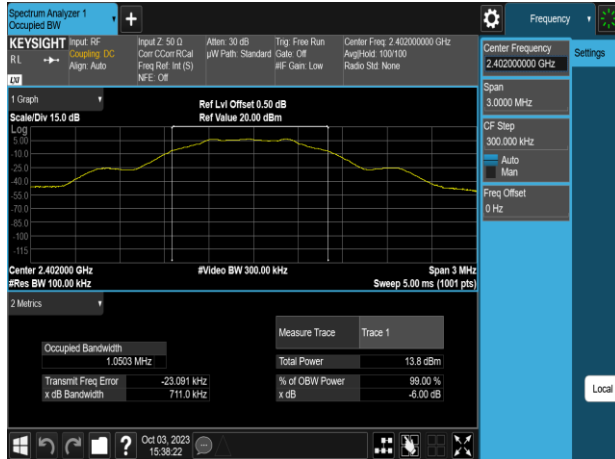 Spectrum Analyzer 1
Occupied BW
Frequency
KEYSIGHT Input: RF
Coupling: DC
Align: Auto
RL
LXI
Input Z: 50 Ω
Corr CCorr RCal
Freq Ref: Int (S)
NFE: Off
Atten: 30 dB
µW Path: Standard
Trig: Free Run
Gate: Off
#IF Gain: Low
Center Freq: 2.402000000 GHz
Avg|Hold: 100/100
Radio Std: None
Center Frequency
2.402000000 GHz
Settings
Span
3.0000 MHz
CF Step
300.000 kHz
Auto
Man
Freq Offset
0 Hz
Local
1 Graph
Scale/Div 15.0 dB
Ref Lvl Offset 0.50 dB
Ref Value 20.00 dBm
Log
5.00
-10.0
-25.0
-40.0
-55.0
-70.0
-85.0
-100
-115
Center 2.402000 GHz
#Video BW 300.00 kHz
Span 3 MHz
#Res BW 100.00 kHz
Sweep 5.00 ms (1001 pts)
2 Metrics
Measure Trace Trace 1
Occupied Bandwidth
1.0503 MHz
Total Power 13.8 dBm
Transmit Freq Error -23.091 kHz
% of OBW Power 99.00 %
x dB Bandwidth 711.0 kHz
x dB -6.00 dB
?
Oct 03, 2023
15:38:22